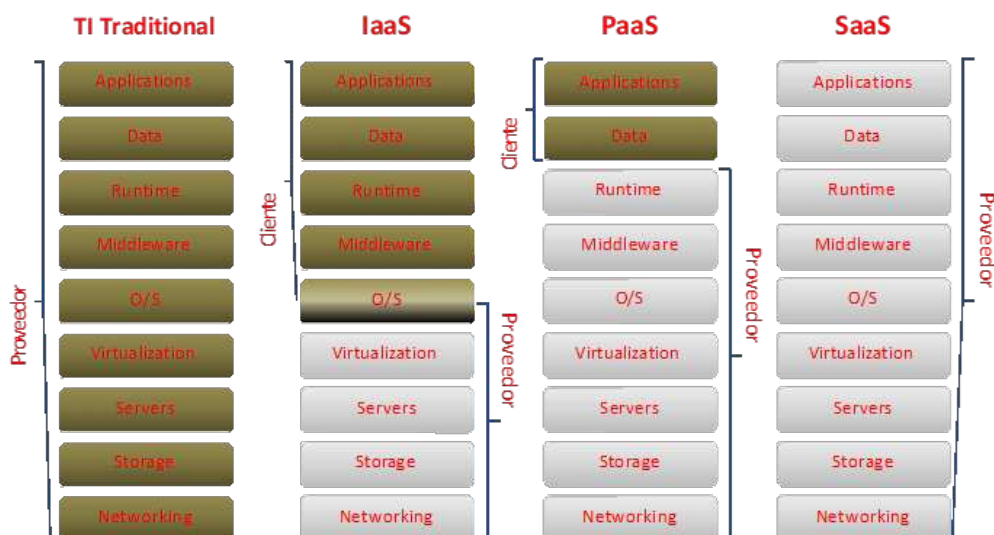 TI Traditional
IaaS
PaaS
SaaS
Proveedor
Applications
Data
Runtime
Middleware
O/S
Virtualization
Servers
Storage
Networking
Cliente
Applications
Data
Runtime
Middleware
O/S
Virtualization
Servers
Storage
Networking
Proveedor
Cliente
Applications
Data
Runtime
Middleware
O/S
Virtualization
Servers
Storage
Networking
Proveedor
Applications
Data
Runtime
Middleware
O/S
Virtualization
Servers
Storage
Networking
Proveedor